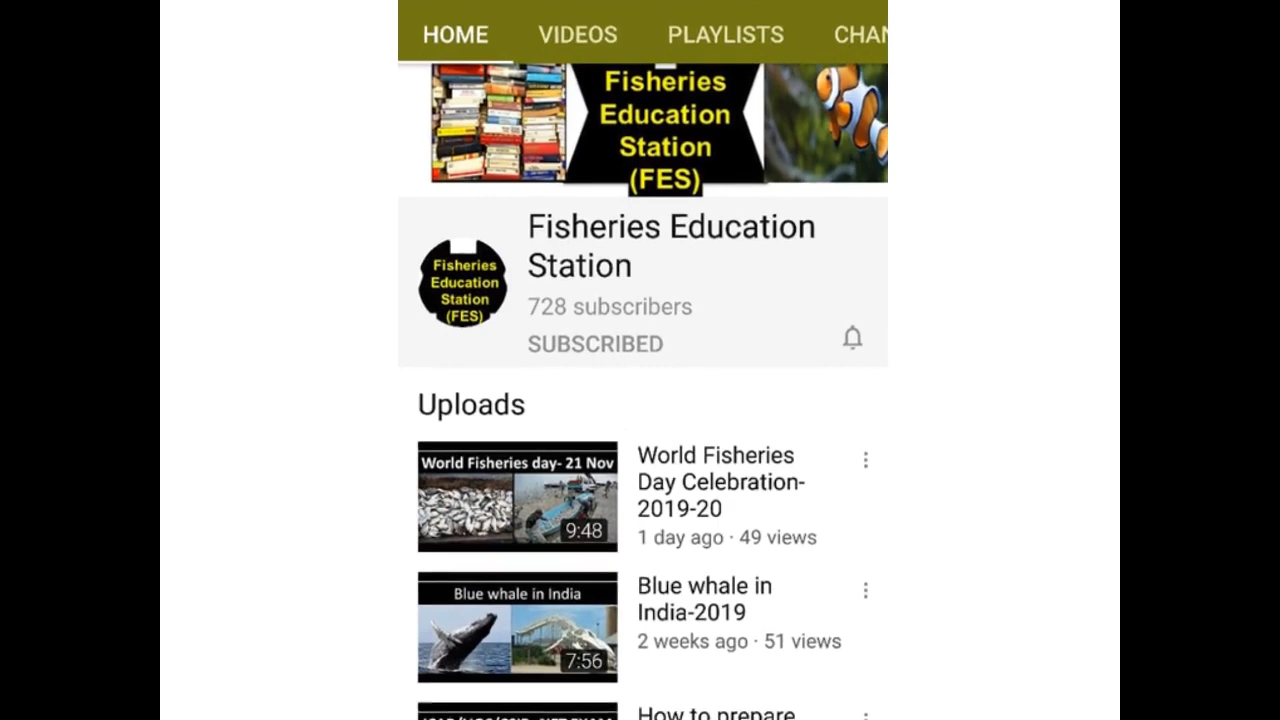 HOME VIDEOS PLAYLISTS CHAN
Fisheries
Education
Station
(FES)
Fisheries Education
Station
Fisheries
Education
Station
(FES)
728 subscribers
SUBSCRIBED
Uploads
World Fisheries day- 21 Nov
9:48
World Fisheries
Day Celebration-
2019-20
1 day ago · 49 views
Blue whale in India
7:56
Blue whale in
India-2019
2 weeks ago · 51 views
How to prepare